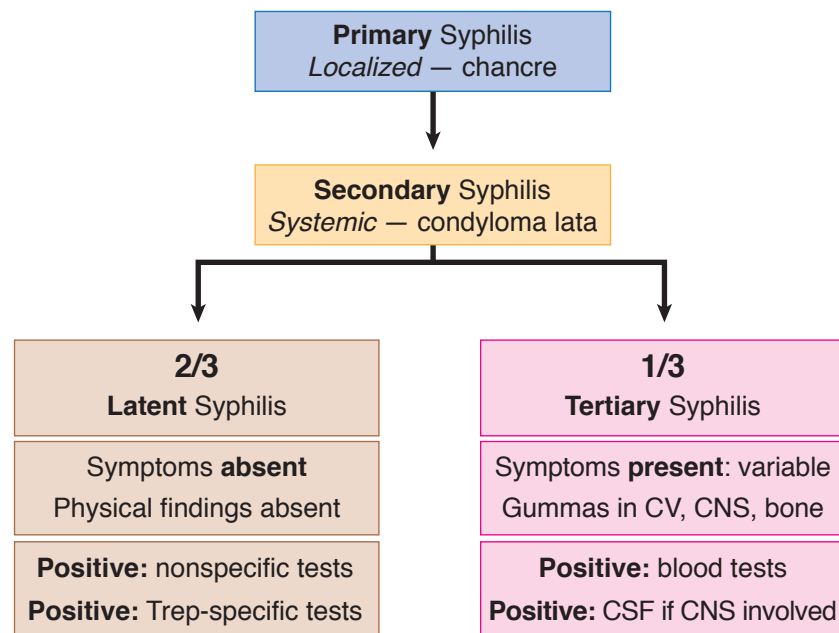 Primary Syphilis
Localized — chancre
Secondary Syphilis
Systemic — condyloma lata
2/3
Latent Syphilis
Symptoms absent
Physical findings absent
Positive: nonspecific tests
Positive: Trep-specific tests
1/3
Tertiary Syphilis
Symptoms present: variable
Gummas in CV, CNS, bone
Positive: blood tests
Positive: CSF if CNS involved